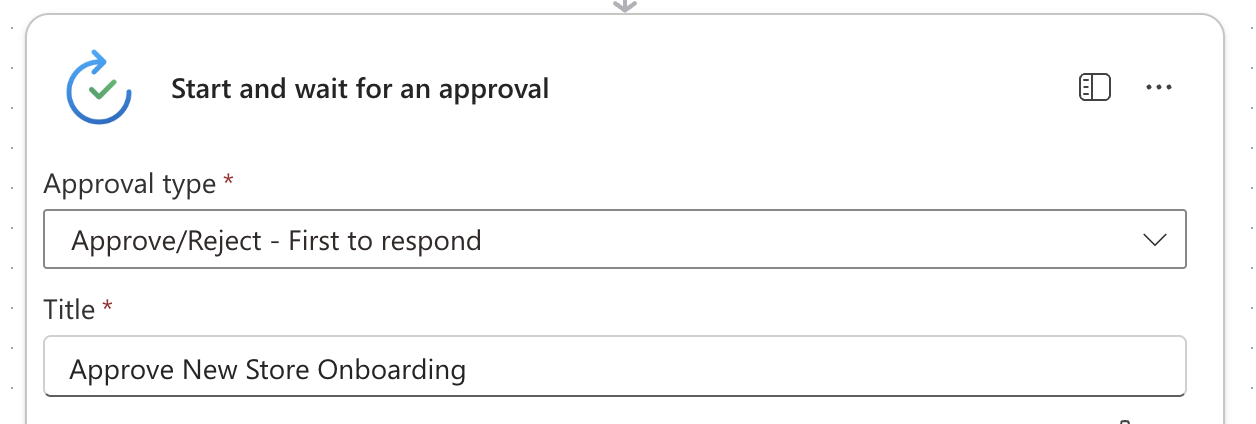 Start and wait for an approval
Approval type *
Approve/Reject - First to respond
Title *
Approve New Store Onboarding